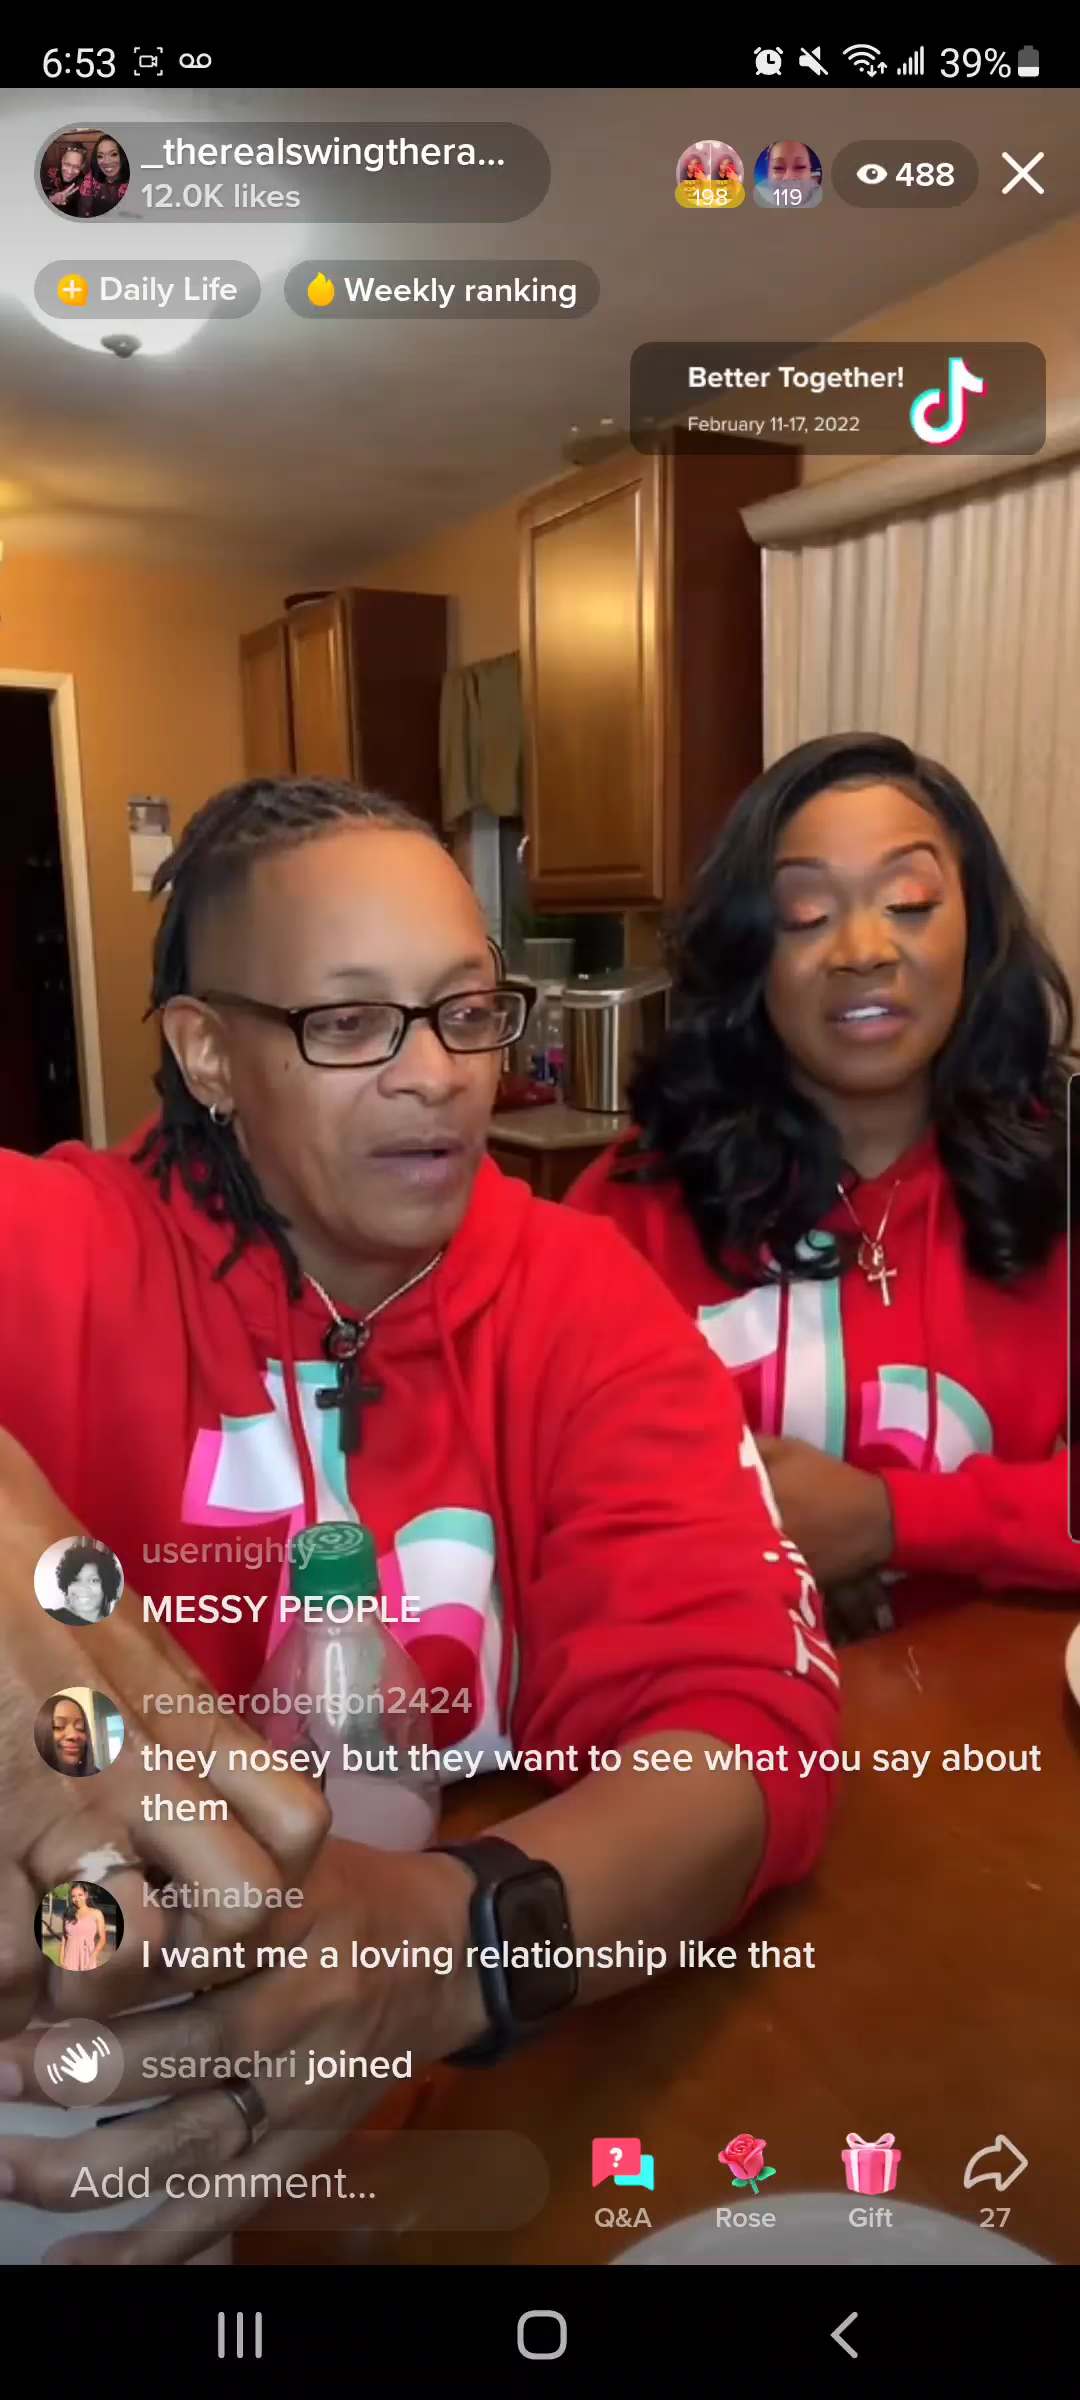 6:53
39%
_therealswingthera...
12.0K likes
198
119
488
Daily Life
Weekly ranking
Better Together!
February 11-17, 2022
usernighty
MESSY PEOPLE
renaeroberson2424
they nosey but they want to see what you say about
them
katinabae
I want me a loving relationship like that
ssarachri joined
Add comment...
Q&A
Rose
Gift
27